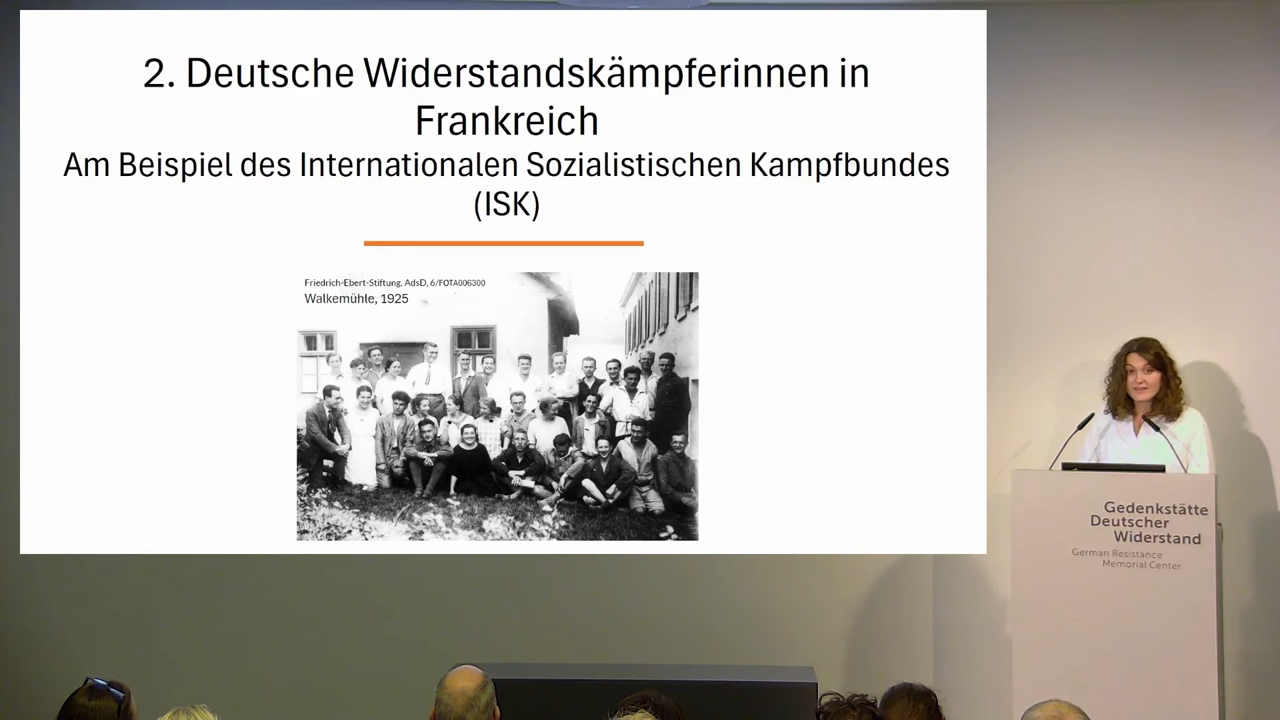 2. Deutsche Widerstandskämpferinnen in
Frankreich
Am Beispiel des Internationalen Sozialistischen Kampfbundes
(ISK)
Friedrich-Ebert-Stiftung, AdsD, 6/FOTA006300
Walkemühle, 1925
Gedenkstätte
Deutscher
Widerstand
German Resistance
Memorial Center